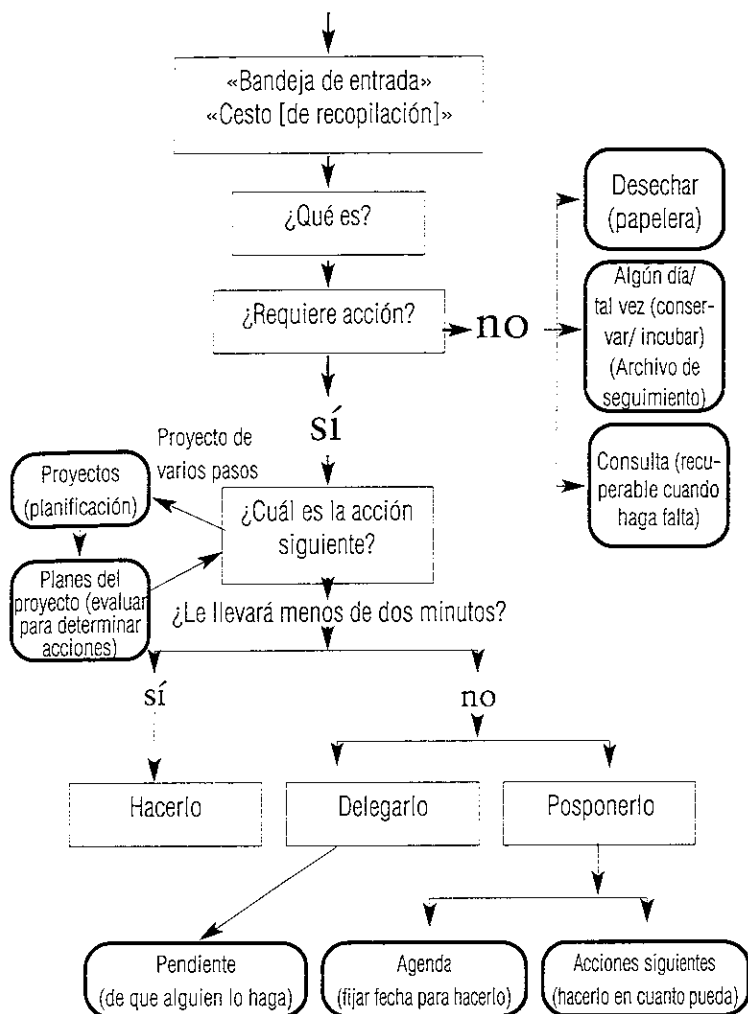 «Bandeja de entrada»
«Cesto [de recopilación]»
¿Qué es?
¿Requiere acción?
no
Desechar
(papelera)
Algún día/
tal vez (conser-
var/ incubar)
(Archivo de
seguimiento)
Consulta (recu-
perable cuando
haga falta)
sí
Proyecto de
varios pasos
Proyectos
(planificación)
¿Cuál es la acción
siguiente?
Planes del
proyecto (evaluar
para determinar
acciones)
¿Le llevará menos de dos minutos?
sí
no
Hacerlo
Delegarlo
Posponerlo
Pendiente
(de que alguien lo haga)
Agenda
(fijar fecha para hacerlo)
Acciones siguientes
(hacerlo en cuanto pueda)